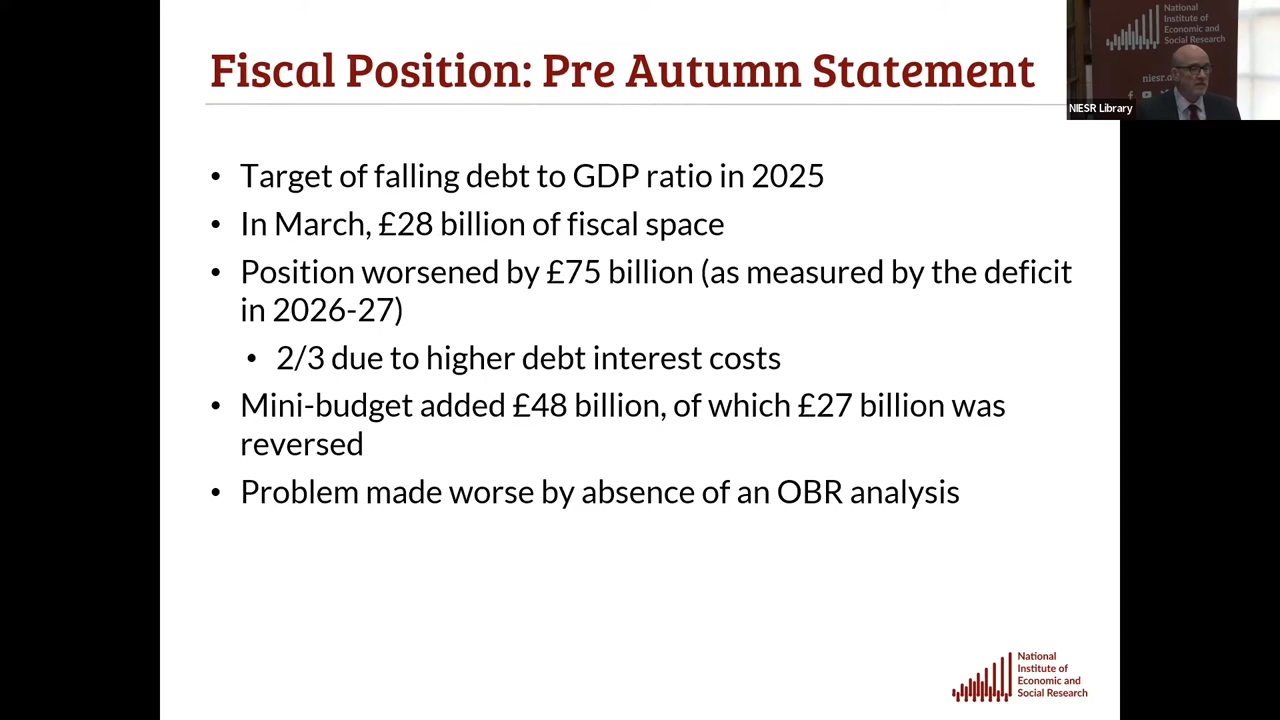 Fiscal Position: Pre Autumn Statement
• Target of falling debt to GDP ratio in 2025
• In March, £28 billion of fiscal space
• Position worsened by £75 billion (as measured by the deficit
in 2026-27)
• 2/3 due to higher debt interest costs
• Mini-budget added £48 billion, of which £27 billion was
reversed
• Problem made worse by absence of an OBR analysis
National
Institute of
Economic and
Social Research
NIESR Library
National
Institute of
Economic and
Social Research